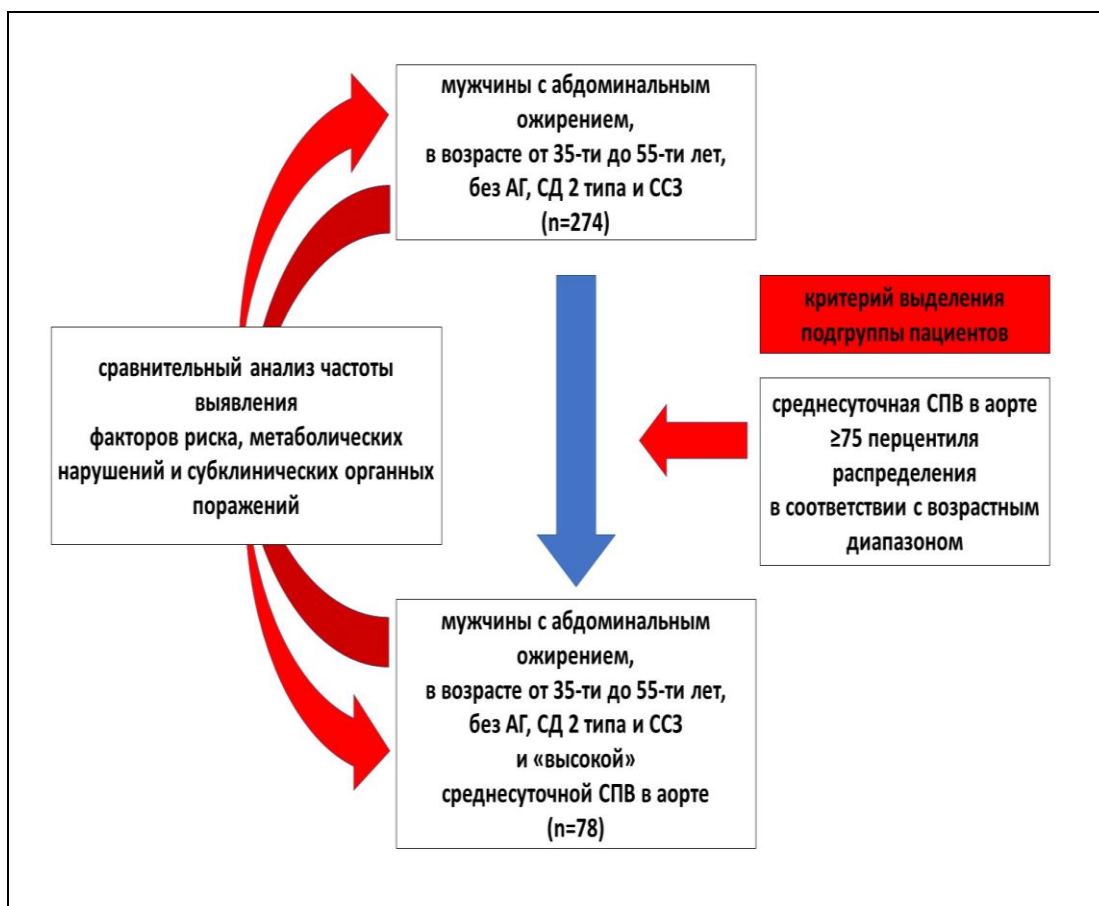 мужчины с абдоминальным
ожирением,
в возрасте от 35-ти до 55-ти лет,
без АГ, СД 2 типа и ССЗ
(n=274)
критерий выделения
подгруппы пациентов
сравнительный анализ частоты
выявления
факторов риска, метаболических
нарушений и субклинических органных
поражений
среднесуточная СПВ в аорте
≥75 перцентиля
распределения
в соответствии с возрастным
диапазоном
мужчины с абдоминальным
ожирением,
в возрасте от 35-ти до 55-ти лет,
без АГ, СД 2 типа и ССЗ
и «высокой»
среднесуточной СПВ в аорте
(n=78)